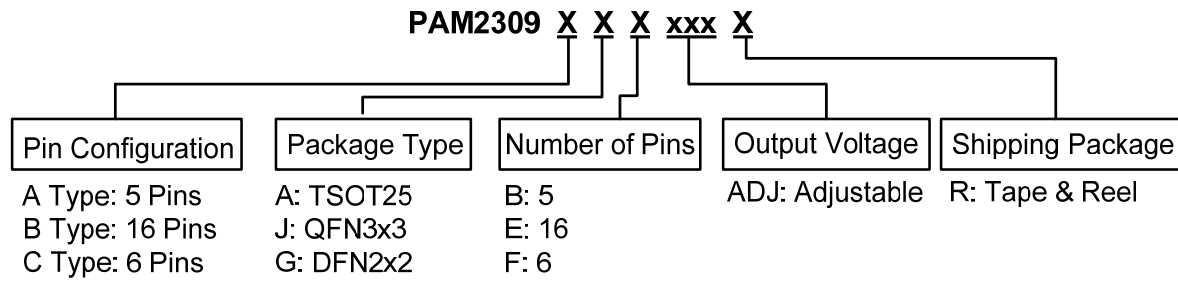 PAM2309 X X X xxx X
Pin Configuration
A Type: 5 Pins
B Type: 16 Pins
C Type: 6 Pins
Package Type
A: TSOT25
J: QFN3x3
G: DFN2x2
Number of Pins
B: 5
E: 16
F: 6
Output Voltage
ADJ: Adjustable
Shipping Package
R: Tape & Reel